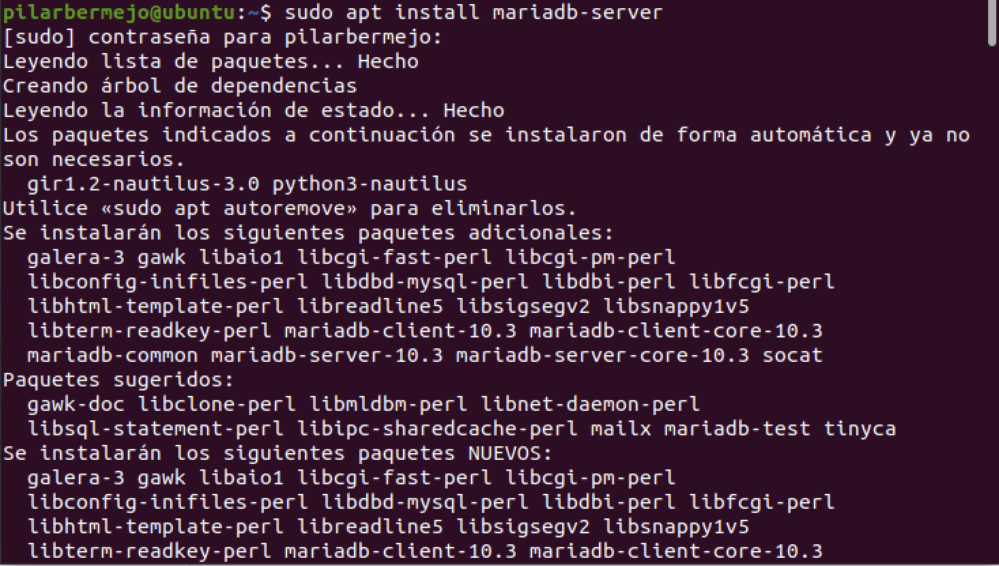 pilarbermejo@ubuntu:~$ sudo apt install mariadb-server
[sudo] contraseña para pilarbermejo:
Leyendo lista de paquetes... Hecho
Creando árbol de dependencias
Leyendo la información de estado... Hecho
Los paquetes indicados a continuación se instalaron de forma automática y ya no
son necesarios.
  gir1.2-nautilus-3.0 python3-nautilus
Utilice «sudo apt autoremove» para eliminarlos.
Se instalarán los siguientes paquetes adicionales:
  galera-3 gawk libaio1 libcgi-fast-perl libcgi-pm-perl
  libconfig-inifiles-perl libdbd-mysql-perl libdbi-perl libfcgi-perl
  libhtml-template-perl libreadline5 libsigsegv2 libsnappy1v5
  libterm-readkey-perl mariadb-client-10.3 mariadb-client-core-10.3
  mariadb-common mariadb-server-10.3 mariadb-server-core-10.3 socat
Paquetes sugeridos:
  gawk-doc libclone-perl libmldbm-perl libnet-daemon-perl
  libsql-statement-perl libipc-sharedcache-perl mailx mariadb-test tinyca
Se instalarán los siguientes paquetes NUEVOS:
  galera-3 gawk libaio1 libcgi-fast-perl libcgi-pm-perl
  libconfig-inifiles-perl libdbd-mysql-perl libdbi-perl libfcgi-perl
  libhtml-template-perl libreadline5 libsigsegv2 libsnappy1v5
  libterm-readkey-perl mariadb-client-10.3 mariadb-client-core-10.3